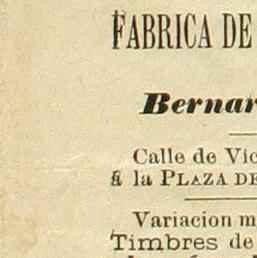 FABRICA DE
Bernar
Calle de Vic
á la PLAZA DE
Variacion m
Timbres de